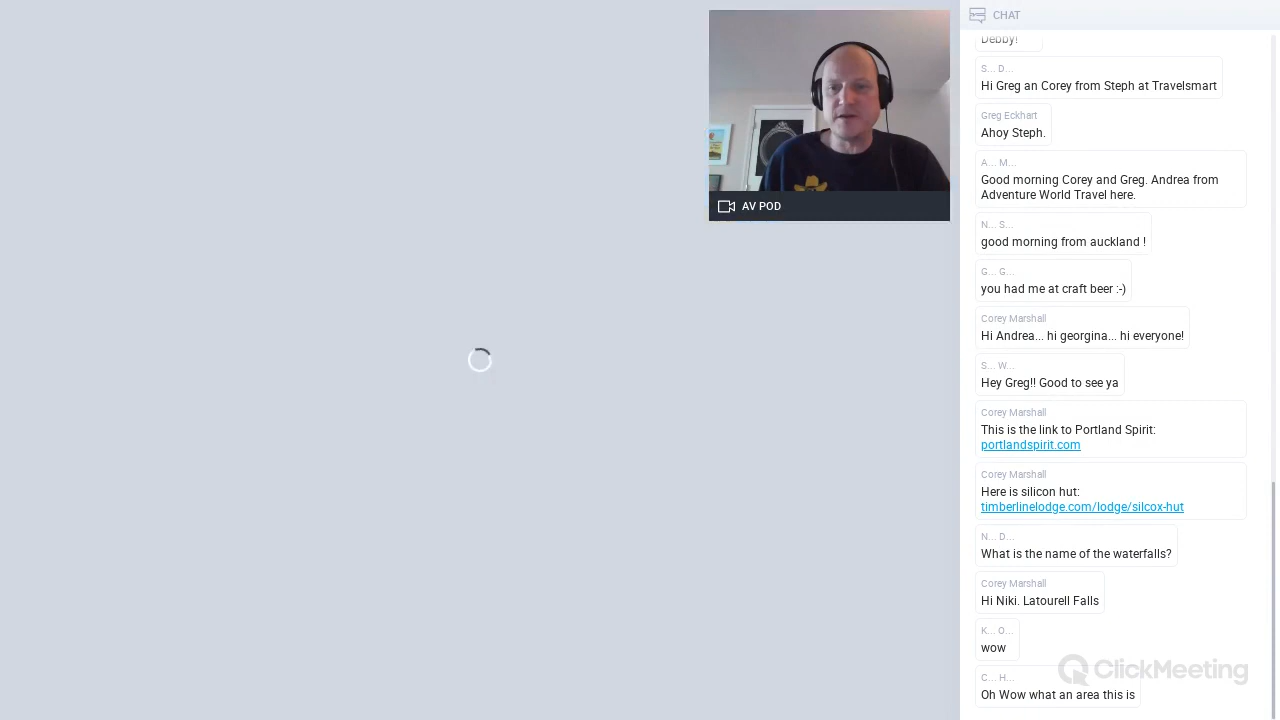 CHAT
Debby!
S... D...
Hi Greg an Corey from Steph at Travelsmart
Greg Eckhart
Ahoy Steph.
A... M...
Good morning Corey and Greg. Andrea from
Adventure World Travel here.
N... S...
good morning from auckland !
G... G...
you had me at craft beer :-)
Corey Marshall
Hi Andrea... hi georgina... hi everyone!
S... W...
Hey Greg!! Good to see ya
Corey Marshall
This is the link to Portland Spirit:
portlandspirit.com
Corey Marshall
Here is silicon hut:
timberlinelodge.com/lodge/silcox-hut
N... D...
What is the name of the waterfalls?
Corey Marshall
Hi Niki. Latourell Falls
K... O...
wow
C... H...
Oh Wow what an area this is
ClickMeeting
AV POD